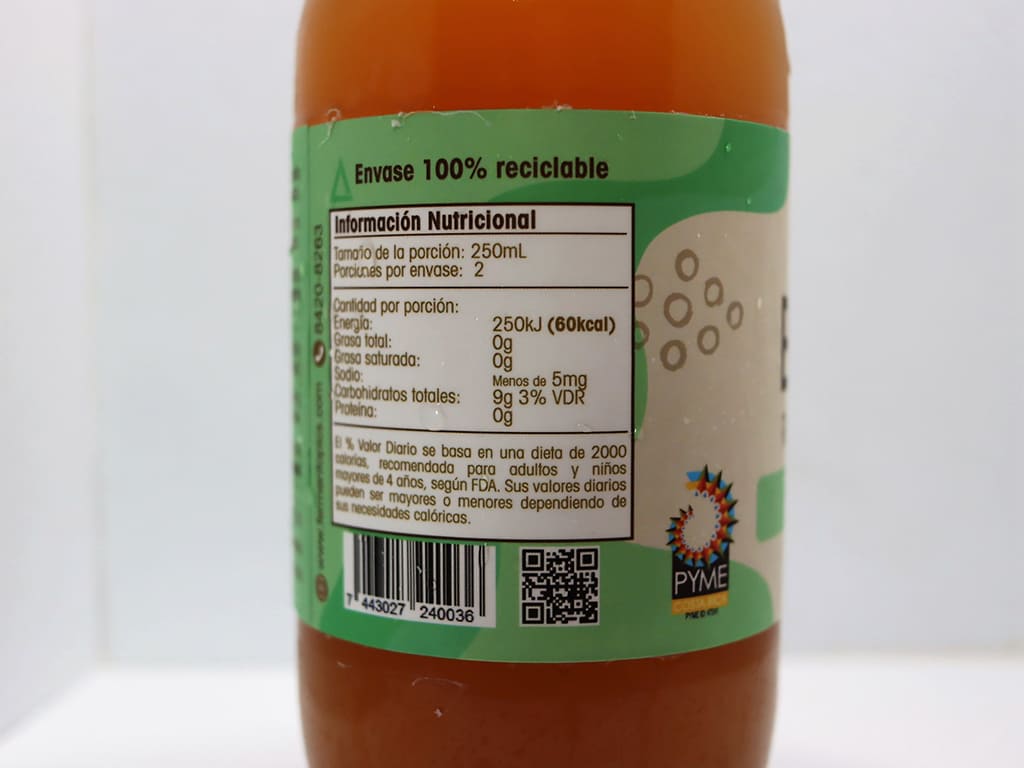 Envase 100% reciclable
Información Nutricional
Tamaño de la porción: 250mL
Porciones por envase: 2
Cantidad por porción:
Energía: 250kJ (60kcal)
Grasa total: 0g
Grasa saturada: 0g
Sodio: Menos de 5mg
Carbohidratos totales: 9g 3% VDR
Proteína: 0g
El % Valor Diario se basa en una dieta de 2000
calorías, recomendada para adultos y niños
mayores de 4 años, según FDA. Sus valores diarios
pueden ser mayores o menores dependiendo de
sus necesidades calóricas.
7 443027 240036
8420-8263
PYME
COSTA RICA